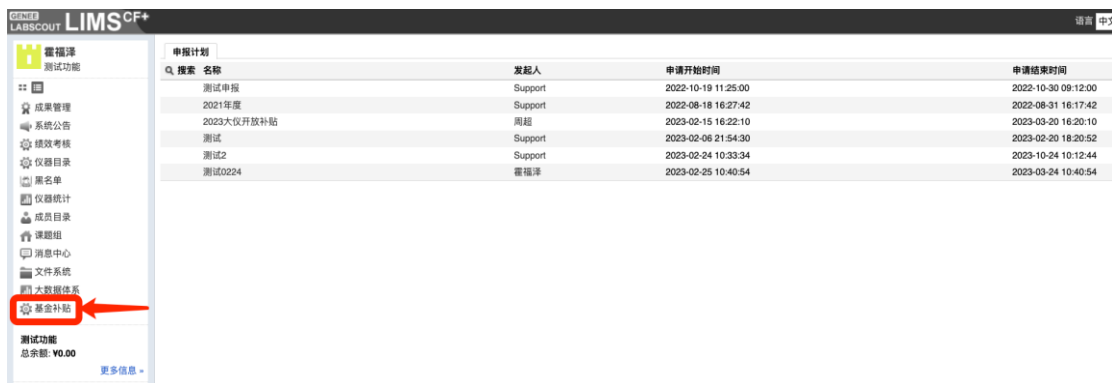 GENEE
LABSCOUT LIMS CF+
语言 中文
霍福泽
测试功能
成果管理
系统公告
绩效考核
仪器目录
黑名单
仪器统计
成员目录
课题组
消息中心
文件系统
大数据体系
基金补贴
测试功能
总余额: ¥0.00
更多信息 »
申报计划
搜索 名称 发起人 申请开始时间 申请结束时间
测试申报 Support 2022-10-19 11:25:00 2022-10-30 09:12:00
2021年度 Support 2022-08-18 16:27:42 2022-08-31 16:17:42
2023大仪开放补贴 周超 2023-02-15 16:22:10 2023-03-20 16:20:10
测试 Support 2023-02-06 21:54:30 2023-02-20 18:20:52
测试2 Support 2023-02-24 10:33:34 2023-10-24 10:12:44
测试0224 霍福泽 2023-02-25 10:40:54 2023-03-24 10:40:54